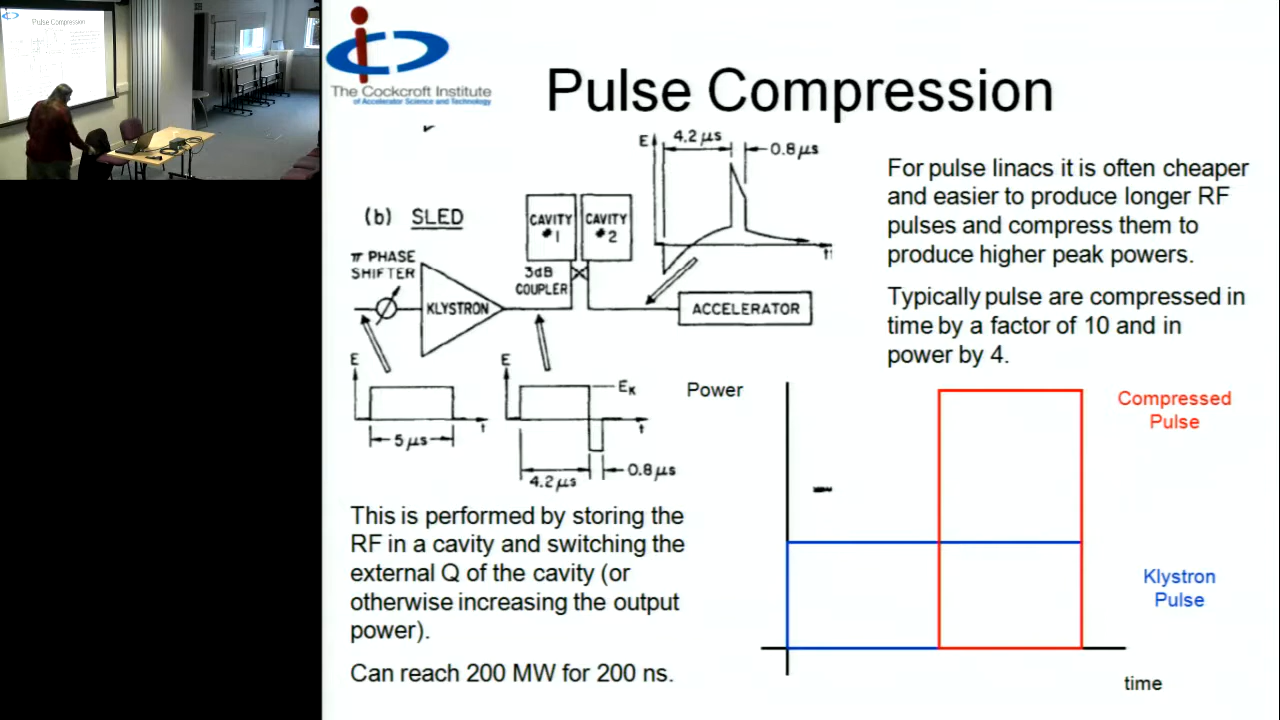 Pulse Compression
The Cockcroft Institute
of Accelerator Science and Technology
Pulse Compression
E
4.2 μs
0.8 μs
t
(b) SLED
CAVITY
#1
CAVITY
#2
π PHASE
SHIFTER
3dB
COUPLER
KLYSTRON
ACCELERATOR
E
t
5 μs
E
EK
t
4.2 μs
0.8 μs
For pulse linacs it is often cheaper
and easier to produce longer RF
pulses and compress them to
produce higher peak powers.
Typically pulse are compressed in
time by a factor of 10 and in
power by 4.
Power
Compressed
Pulse
Klystron
Pulse
time
This is performed by storing the
RF in a cavity and switching the
external Q of the cavity (or
otherwise increasing the output
power).
Can reach 200 MW for 200 ns.